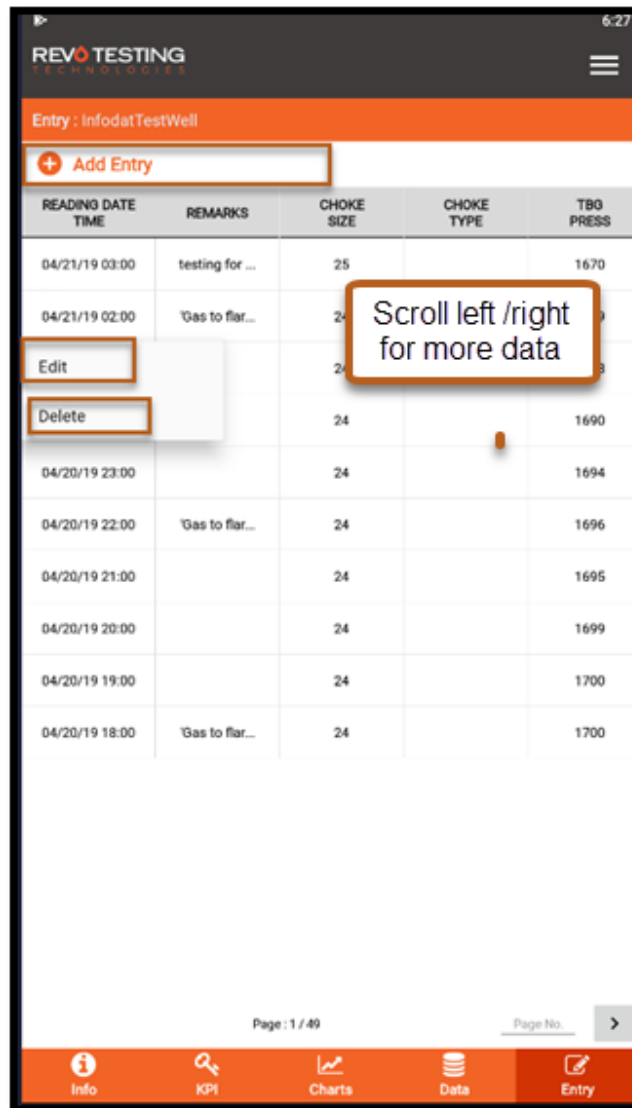 6:27
REVO TESTING
TECHNOLOGIES
Entry : InfodatTestWell
Add Entry
READING DATE TIME REMARKS CHOKE SIZE CHOKE TYPE TBG PRESS
04/21/19 03:00 testing for ... 25 1670
04/21/19 02:00 'Gas to flar...
Scroll left /right
for more data
Edit
Delete 24 1690
04/20/19 23:00 24 1694
04/20/19 22:00 'Gas to flar... 24 1696
04/20/19 21:00 24 1695
04/20/19 20:00 24 1699
04/20/19 19:00 24 1700
04/20/19 18:00 'Gas to flar... 24 1700
Page : 1 / 49 Page No. >
Info KPI Charts Data Entry